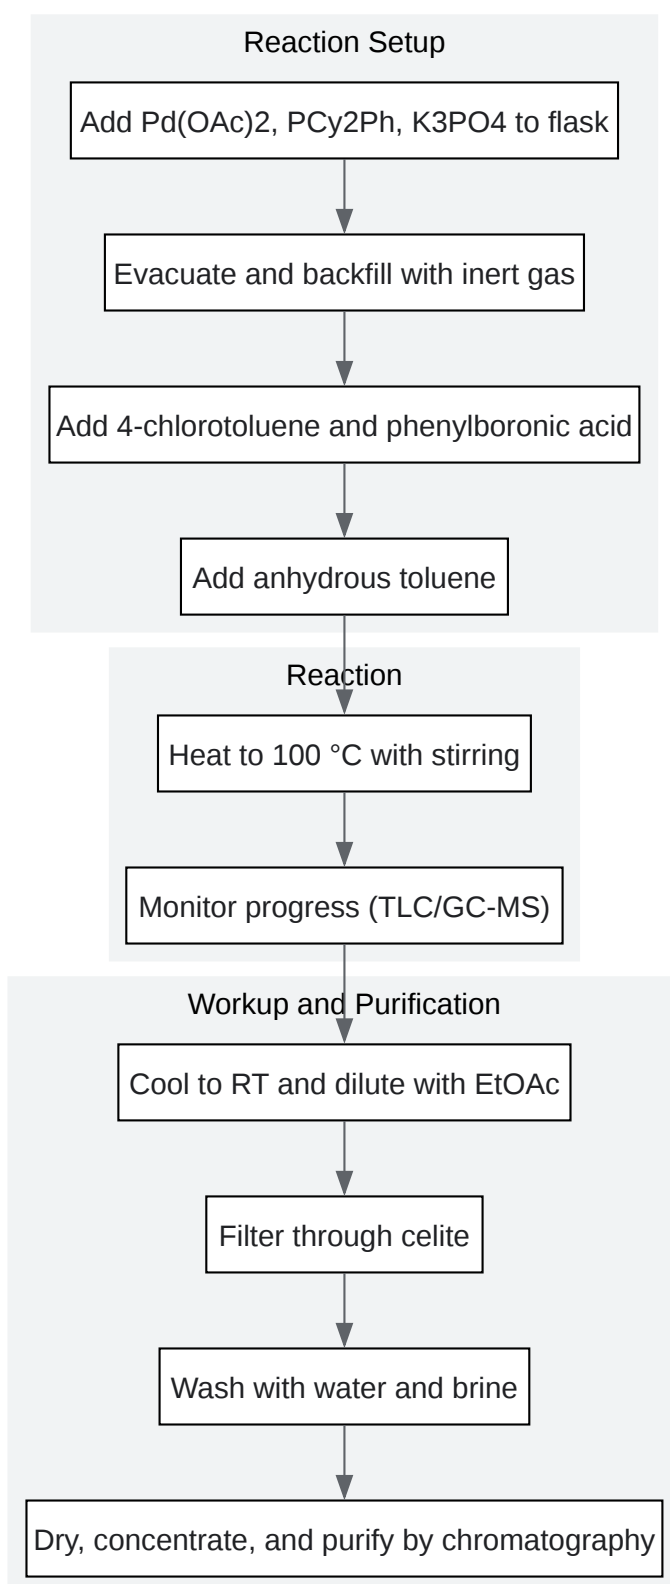 Reaction Setup
Add Pd(OAc)2, PCy2Ph, K3PO4 to flask
Evacuate and backfill with inert gas
Add 4-chlorotoluene and phenylboronic acid
Add anhydrous toluene
Reaction
Heat to 100 °C with stirring
Monitor progress (TLC/GC-MS)
Workup and Purification
Cool to RT and dilute with EtOAc
Filter through celite
Wash with water and brine
Dry, concentrate, and purify by chromatography